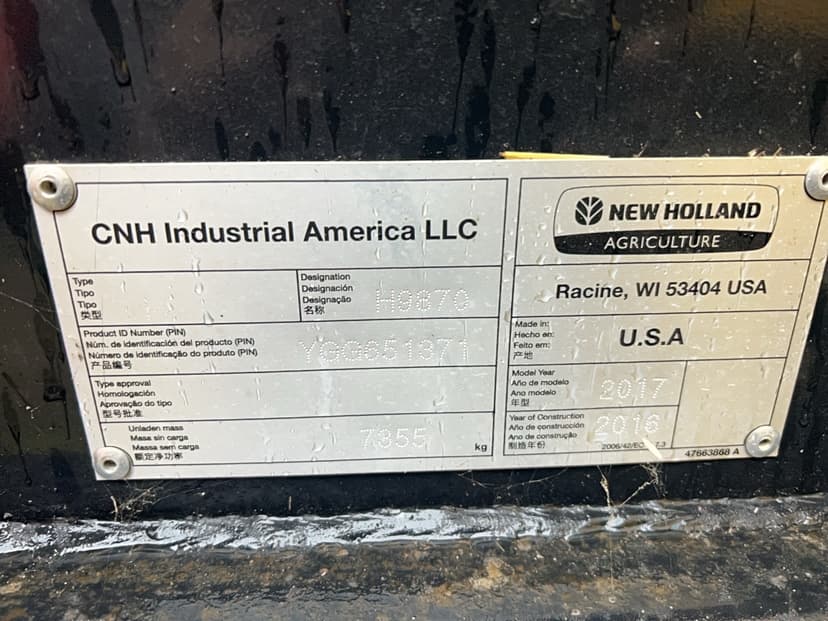 CNH Industrial America LLC
NEW HOLLAND
AGRICULTURE
Type
Tipo
Tipo
类型
Designation
Designación
Designação
名称
H9870
Racine, WI 53404 USA
Product ID Number (PIN)
Núm. de identificación del producto (PIN)
Número de identificação do produto (PIN)
产品编号
YGG651371
Made in:
Hecho en:
Feito em:
产地
U.S.A
Type approval
Homologación
Aprovação do tipo
型号批准
Model Year
Año de modelo
Ano modelo
年型
2017
Unladen mass
Masa sin carga
Massa sem carga
额定净功率
7355
kg
Year of Construction
Año de construcción
Ano de construção
制造年份
2016
47663868 A